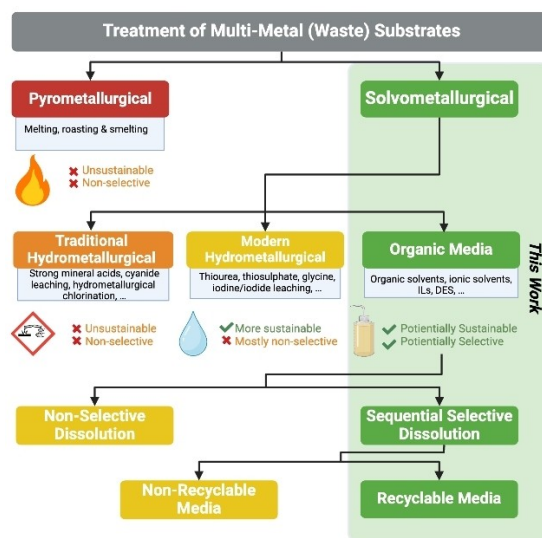 Treatment of Multi-Metal (Waste) Substrates
Pyrometallurgical
Solvometallurgical
Melting, roasting & smelting
Unsustainable
Non-selective
Traditional
Hydrometallurgical
Strong mineral acids, cyanide
leaching, hydrometallurgical
chlorination, ...
Unsustainable
Non-selective
Modern
Hydrometallurgical
Thiourea, thiosulphate, glycine,
iodine/iodide leaching, ...
More sustainable
Mostly non-selective
Organic Media
Organic solvents, ionic solvents,
ILs, DES, ...
Potientially Sustainable
Potientially Selective
This Work
Non-Selective
Dissolution
Sequential Selective
Dissolution
Non-Recyclable
Media
Recyclable Media